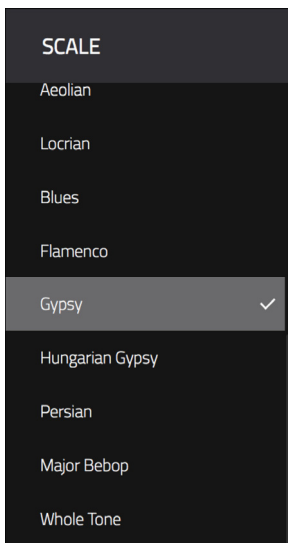 SCALE
Aeolian
Locrian
Blues
Flamenco
Gypsy
Hungarian Gypsy
Persian
Major Bebop
Whole Tone